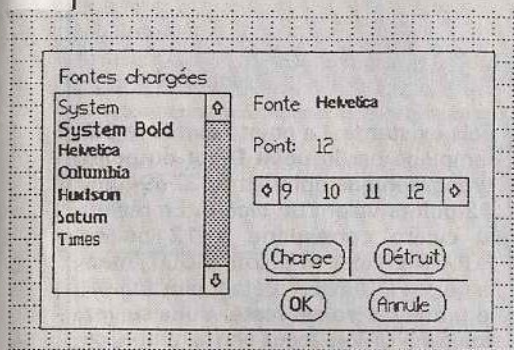 Fontes chargées
System
System Bold
Helvetica
Columbia
Hudson
Saturn
Times
Fonte Helvetica
Point: 12
9 10 11 12
Charge Détruit
OK Annule